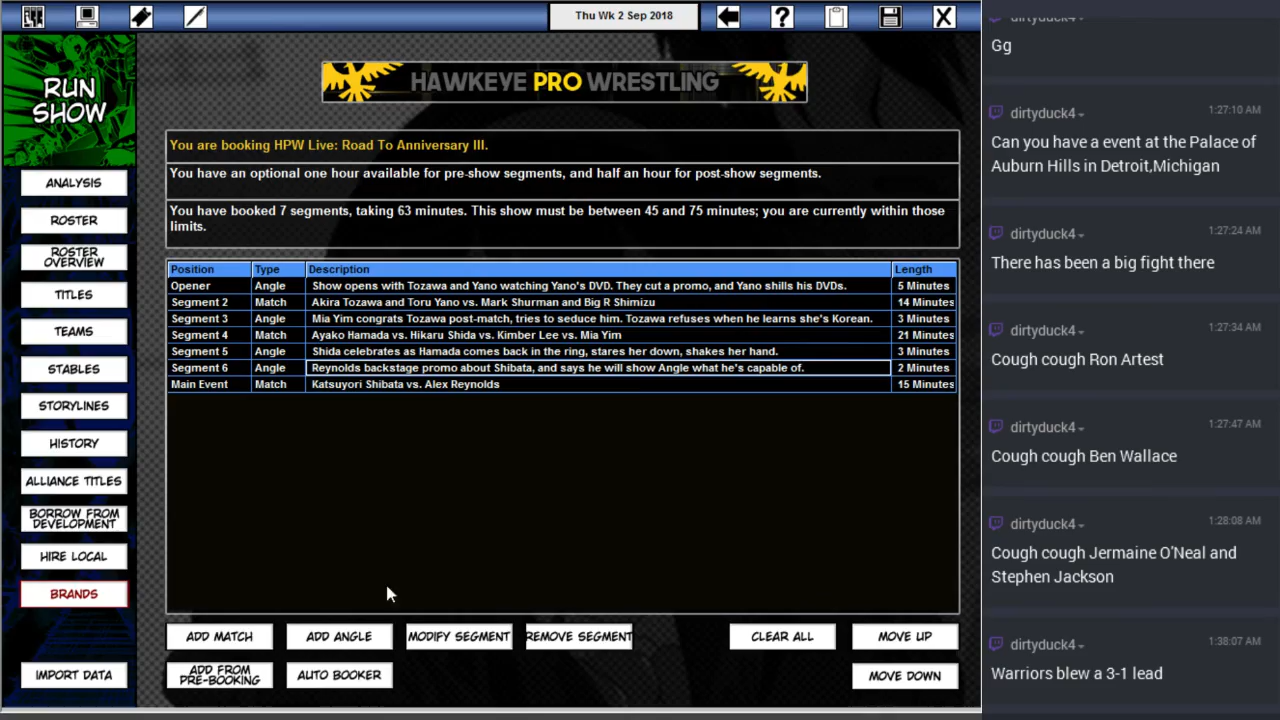 Thu Wk 2 Sep 2018
RUN
SHOW
HAWKEYE PRO WRESTLING
You are booking HPW Live: Road To Anniversary III.
You have an optional one hour available for pre-show segments, and half an hour for post-show segments.
You have booked 7 segments, taking 63 minutes. This show must be between 45 and 75 minutes; you are currently within those
limits.
ANALYSIS
ROSTER
ROSTER
OVERVIEW
TITLES
TEAMS
STABLES
STORYLINES
HISTORY
ALLIANCE TITLES
BORROW FROM
DEVELOPMENT
HIRE LOCAL
BRANDS
IMPORT DATA
Position Type Description Length
Opener Angle Show opens with Tozawa and Yano watching Yano's DVD. They cut a promo, and Yano shills his DVDs. 5 Minutes
Segment 2 Match Akira Tozawa and Toru Yano vs. Mark Shurman and Big R Shimizu 14 Minutes
Segment 3 Angle Mia Yim congrats Tozawa post-match, tries to seduce him. Tozawa refuses when he learns she's Korean. 3 Minutes
Segment 4 Match Ayako Hamada vs. Hikaru Shida vs. Kimber Lee vs. Mia Yim 21 Minutes
Segment 5 Angle Shida celebrates as Hamada comes back in the ring, stares her down, shakes her hand. 3 Minutes
Segment 6 Angle Reynolds backstage promo about Shibata, and says he will show Angle what he's capable of. 2 Minutes
Main Event Match Katsuyori Shibata vs. Alex Reynolds 15 Minutes
ADD MATCH ADD ANGLE MODIFY SEGMENT REMOVE SEGMENT CLEAR ALL MOVE UP
ADD FROM
PRE-BOOKING AUTO BOOKER MOVE DOWN
dirtyduck4
Gg
dirtyduck4 1:27:10 AM
Can you have a event at the Palace of
Auburn Hills in Detroit,Michigan
dirtyduck4 1:27:24 AM
There has been a big fight there
dirtyduck4 1:27:34 AM
Cough cough Ron Artest
dirtyduck4 1:27:47 AM
Cough cough Ben Wallace
dirtyduck4 1:28:08 AM
Cough cough Jermaine O'Neal and
Stephen Jackson
dirtyduck4 1:38:07 AM
Warriors blew a 3-1 lead